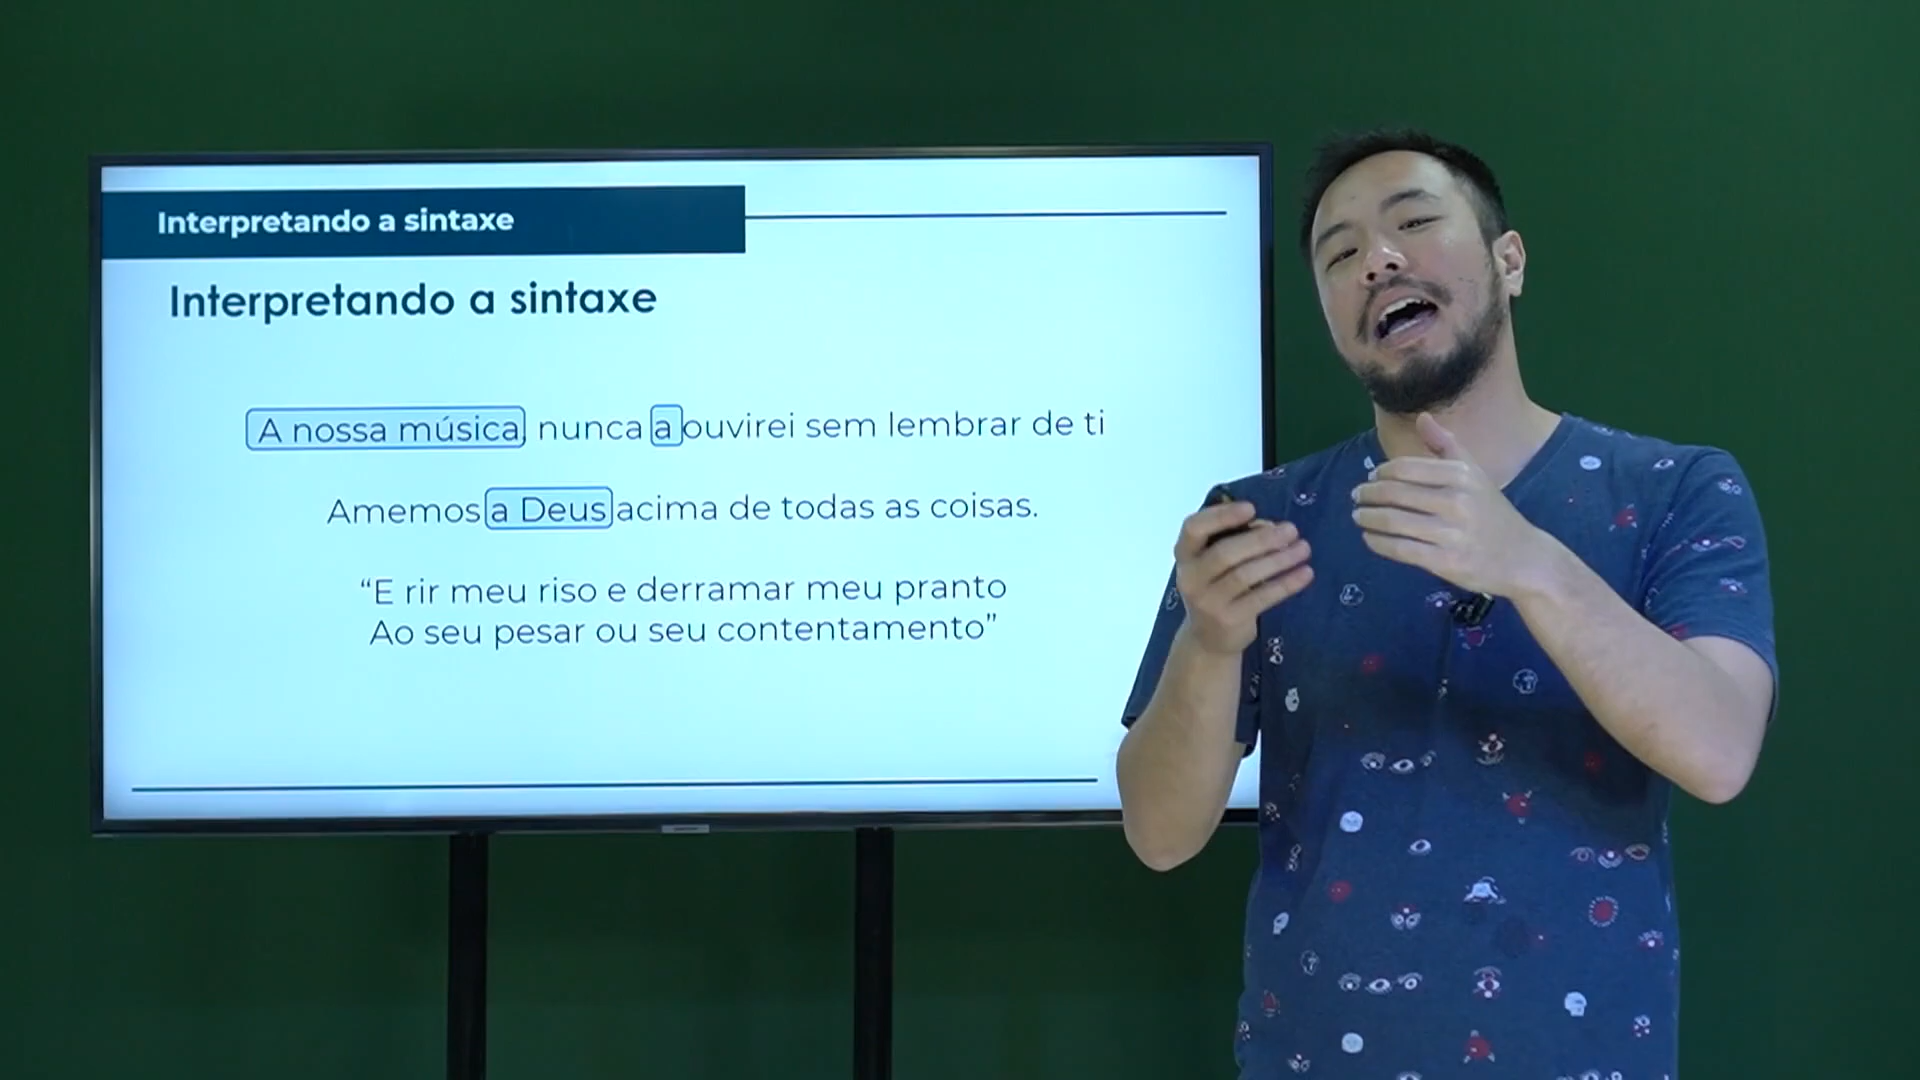 Interpretando a sintaxe
Interpretando a sintaxe
A nossa música, nunca a ouvirei sem lembrar de ti
Amemos a Deus acima de todas as coisas.
“E rir meu riso e derramar meu pranto
Ao seu pesar ou seu contentamento”